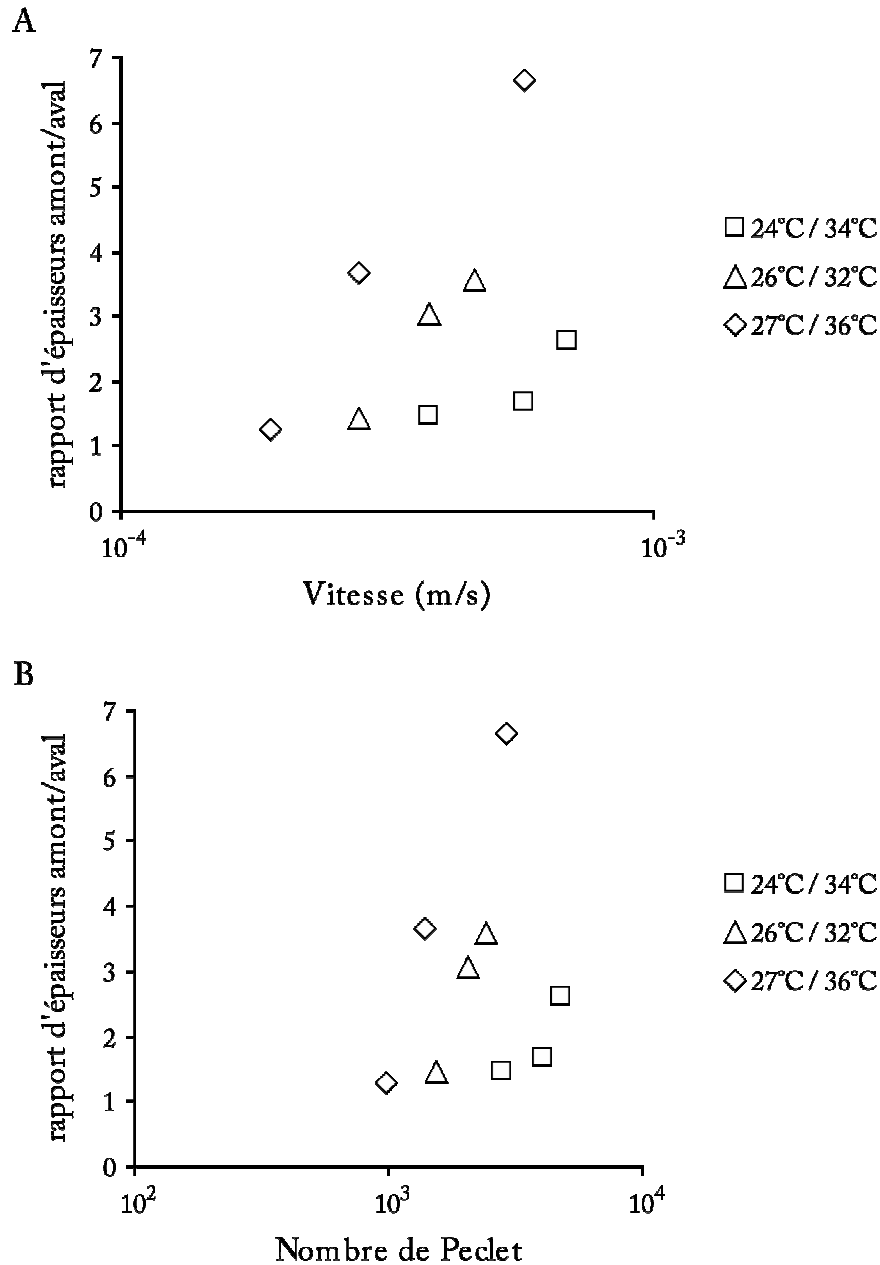 A
rapport d'épaisseurs amont/aval
7
6
5
4
3
2
1
0
10-4
10-3
Vitesse (m/s)
24°C / 34°C
26°C / 32°C
27°C / 36°C
B
rapport d'épaisseurs amont/aval
7
6
5
4
3
2
1
0
10²
10³
10⁴
Nombre de Peclet
24°C / 34°C
26°C / 32°C
27°C / 36°C